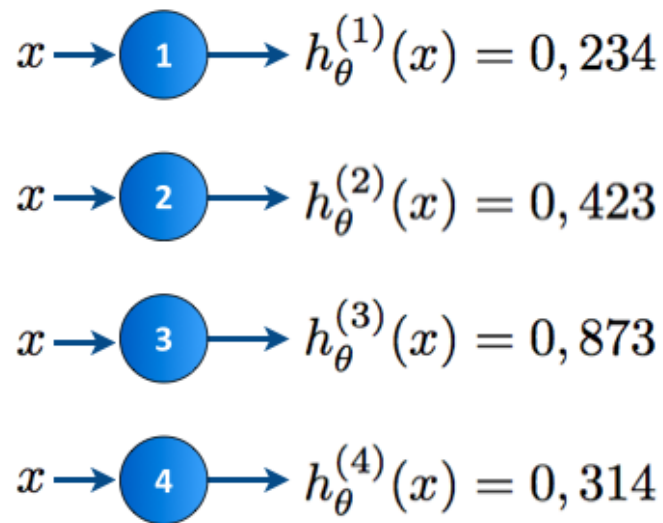 x 1 h_θ^{(1)}(x) = 0, 234
x 2 h_θ^{(2)}(x) = 0, 423
x 3 h_θ^{(3)}(x) = 0, 873
x 4 h_θ^{(4)}(x) = 0, 314